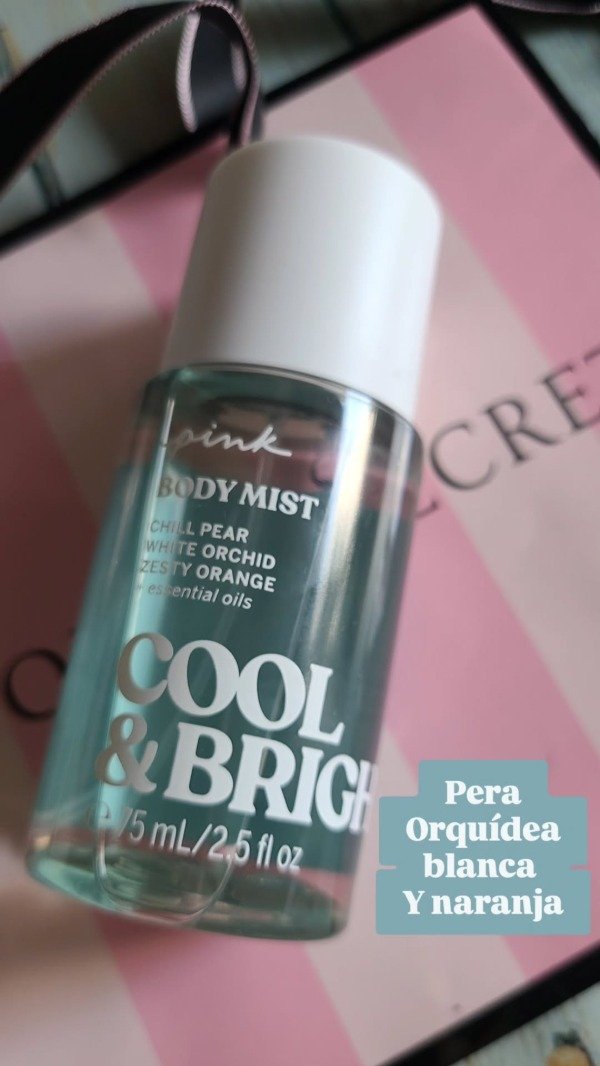 pink
BODY MIST
CHILL PEAR
WHITE ORCHID
ZESTY ORANGE
+ essential oils
COOL
& BRIGH
75 mL/2.5 fl oz
Pera
Orquídea
blanca
Y naranja